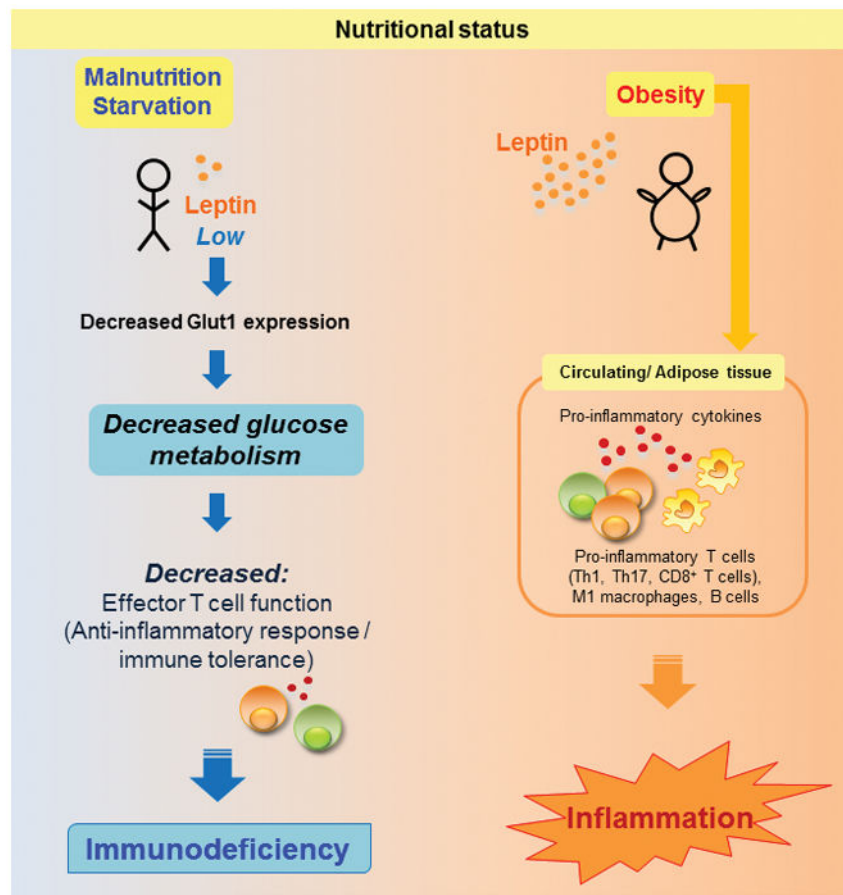 Nutritional status
Malnutrition
Starvation
Leptin
Low
Decreased Glut1 expression
Decreased glucose
metabolism
Decreased:
Effector T cell function
(Anti-inflammatory response /
immune tolerance)
Immunodeficiency
Obesity
Leptin
Circulating/ Adipose tissue
Pro-inflammatory cytokines
Pro-inflammatory T cells
(Th1, Th17, CD8⁺ T cells),
M1 macrophages, B cells
Inflammation